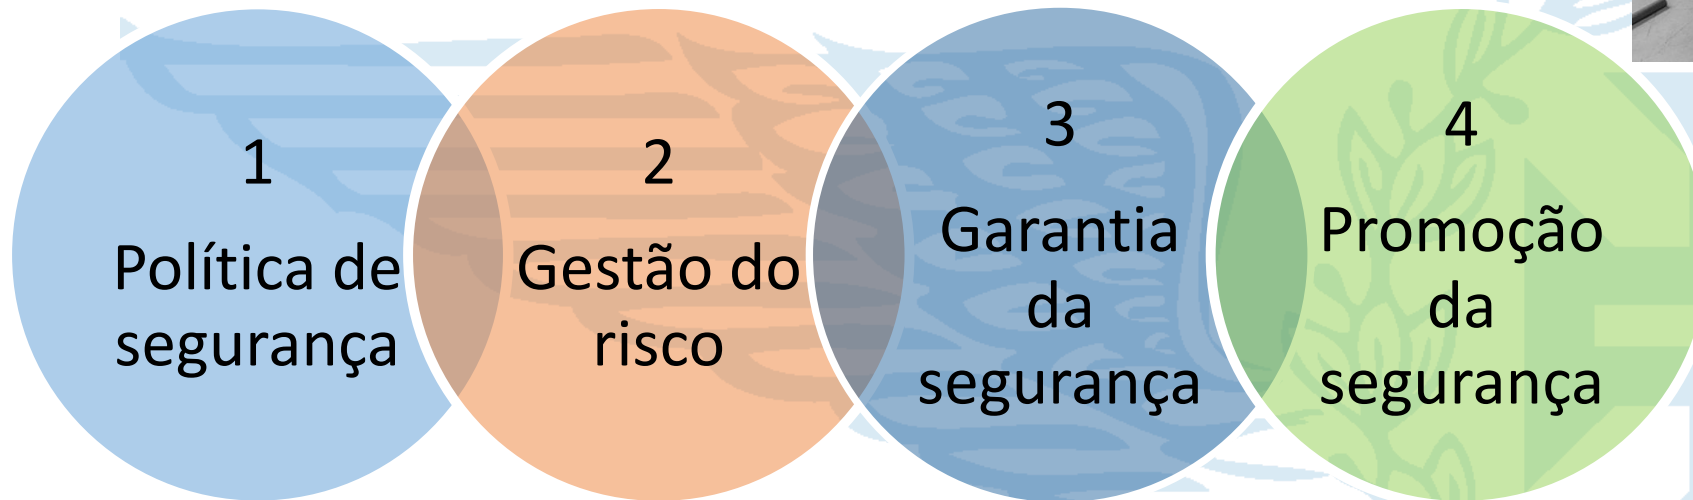 1
Política de
segurança
2
Gestão do
risco
3
Garantia
da
segurança
4
Promoção
da
segurança